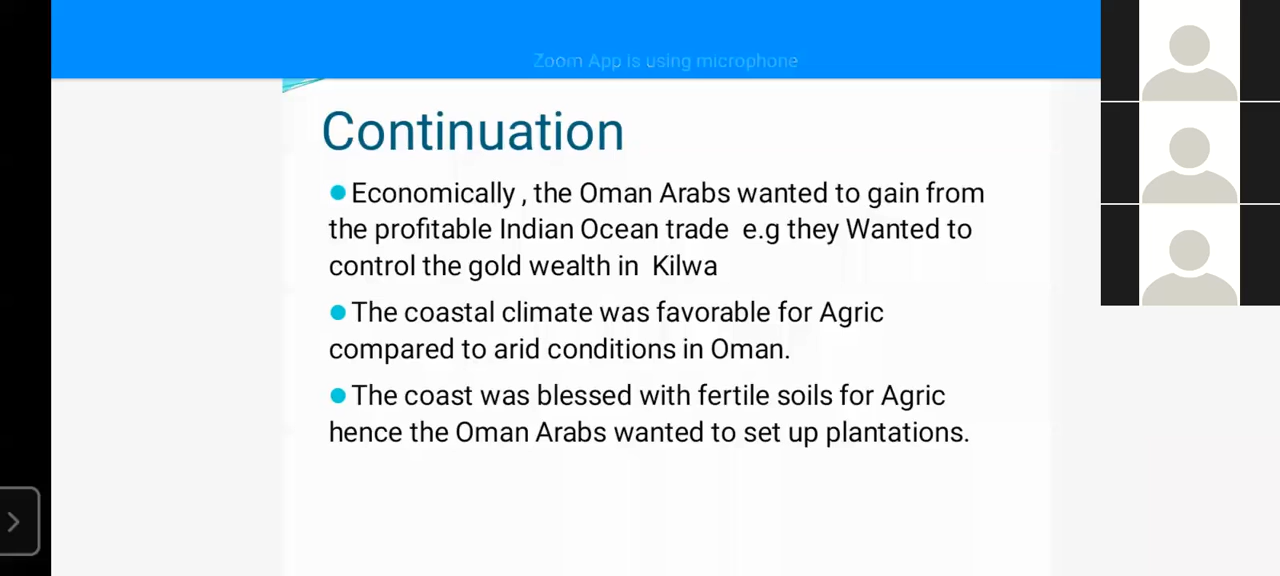 Zoom App is using microphone
Continuation
Economically , the Oman Arabs wanted to gain from
the profitable Indian Ocean trade e.g they Wanted to
control the gold wealth in Kilwa
The coastal climate was favorable for Agric
compared to arid conditions in Oman.
The coast was blessed with fertile soils for Agric
hence the Oman Arabs wanted to set up plantations.